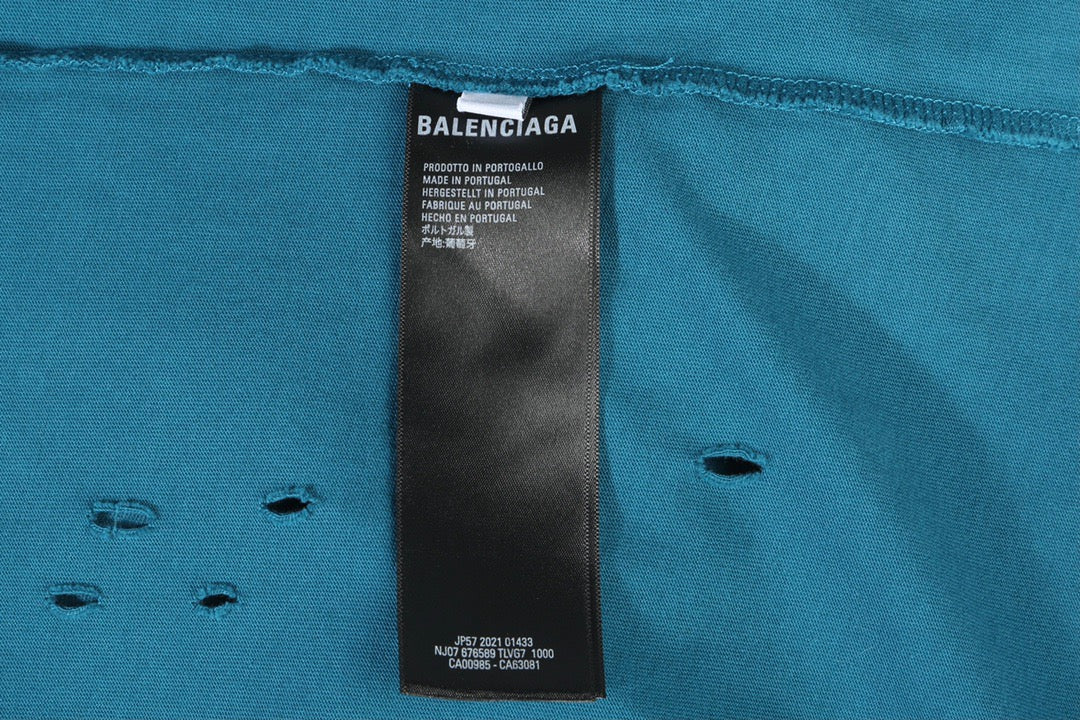 BALENCIAGA
PRODOTTO IN PORTOGALLO
MADE IN PORTUGAL
HERGESTELLT IN PORTUGAL
FABRIQUE AU PORTUGAL
HECHO EN PORTUGAL
ポルトガル製
产地:葡萄牙
JP57 2021 01433
NJ07 676589 TLVG7 1000
CA00985 - CA63081